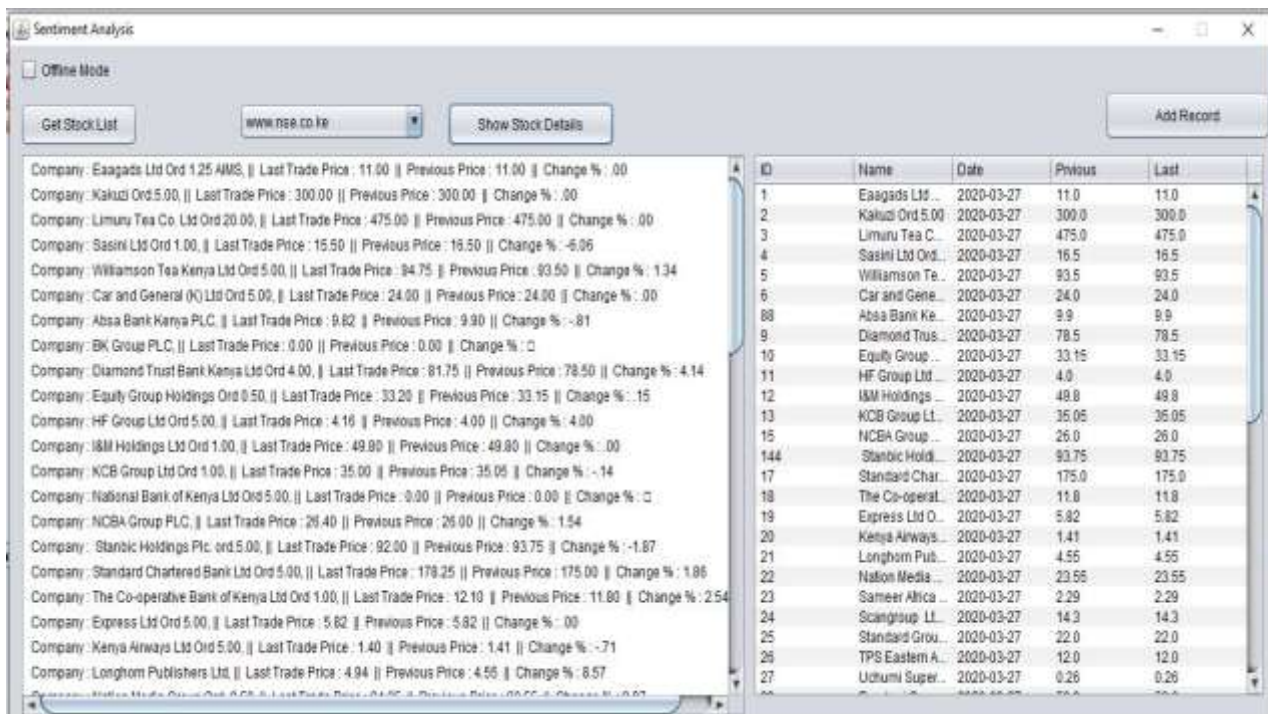 Sentiment Analysis
Offline Mode
Get Stock List
www.nse.co.ke
Show Stock Details
Add Record
Company : Eaagads Ltd Ord 1.25 AIMS, || Last Trade Price : 11.00 || Previous Price : 11.00 || Change % : .00
Company : Kakuzi Ord.5.00, || Last Trade Price : 300.00 || Previous Price : 300.00 || Change % : .00
Company : Limuru Tea Co. Ltd Ord 20.00, || Last Trade Price : 475.00 || Previous Price : 475.00 || Change % : .00
Company : Sasini Ltd Ord 1.00, || Last Trade Price : 15.50 || Previous Price : 16.50 || Change % : -6.06
Company : Williamson Tea Kenya Ltd Ord 5.00, || Last Trade Price : 94.75 || Previous Price : 93.50 || Change % : 1.34
Company : Car and General (K) Ltd Ord 5.00, || Last Trade Price : 24.00 || Previous Price : 24.00 || Change % : .00
Company : Absa Bank Kenya PLC, || Last Trade Price : 9.82 || Previous Price : 9.90 || Change % : -.81
Company : BK Group PLC, || Last Trade Price : 0.00 || Previous Price : 0.00 || Change % : □
Company : Diamond Trust Bank Kenya Ltd Ord 4.00, || Last Trade Price : 81.75 || Previous Price : 78.50 || Change % : 4.14
Company : Equity Group Holdings Ord 0.50, || Last Trade Price : 33.20 || Previous Price : 33.15 || Change % : .15
Company : HF Group Ltd Ord 5.00, || Last Trade Price : 4.16 || Previous Price : 4.00 || Change % : 4.00
Company : I&M Holdings Ltd Ord 1.00, || Last Trade Price : 49.80 || Previous Price : 49.80 || Change % : .00
Company : KCB Group Ltd Ord 1.00, || Last Trade Price : 35.00 || Previous Price : 35.05 || Change % : -.14
Company : National Bank of Kenya Ltd Ord 5.00, || Last Trade Price : 0.00 || Previous Price : 0.00 || Change % : □
Company : NCBA Group PLC, || Last Trade Price : 26.40 || Previous Price : 26.00 || Change % : 1.54
Company : Stanbic Holdings Plc. ord.5.00, || Last Trade Price : 92.00 || Previous Price : 93.75 || Change % : -1.87
Company : Standard Chartered Bank Ltd Ord 5.00, || Last Trade Price : 178.25 || Previous Price : 175.00 || Change % : 1.86
Company : The Co-operative Bank of Kenya Ltd Ord 1.00, || Last Trade Price : 12.10 || Previous Price : 11.80 || Change % : 2.54
Company : Express Ltd Ord 5.00, || Last Trade Price : 5.82 || Previous Price : 5.82 || Change % : .00
Company : Kenya Airways Ltd Ord 5.00, || Last Trade Price : 1.40 || Previous Price : 1.41 || Change % : -.71
Company : Longhorn Publishers Ltd, || Last Trade Price : 4.94 || Previous Price : 4.55 || Change % : 8.57
ID Name Date Prvious Last
1 Eaagads Ltd ... 2020-03-27 11.0 11.0
2 Kakuzi Ord.5.00 2020-03-27 300.0 300.0
3 Limuru Tea C... 2020-03-27 475.0 475.0
4 Sasini Ltd Ord... 2020-03-27 16.5 16.5
5 Williamson Te... 2020-03-27 93.5 93.5
6 Car and Gene... 2020-03-27 24.0 24.0
88 Absa Bank Ke... 2020-03-27 9.9 9.9
9 Diamond Trus... 2020-03-27 78.5 78.5
10 Equity Group ... 2020-03-27 33.15 33.15
11 HF Group Ltd ... 2020-03-27 4.0 4.0
12 I&M Holdings ... 2020-03-27 49.8 49.8
13 KCB Group Lt... 2020-03-27 35.05 35.05
15 NCBA Group ... 2020-03-27 26.0 26.0
144 Stanbic Holdi... 2020-03-27 93.75 93.75
17 Standard Char... 2020-03-27 175.0 175.0
18 The Co-operat... 2020-03-27 11.8 11.8
19 Express Ltd O... 2020-03-27 5.82 5.82
20 Kenya Airways... 2020-03-27 1.41 1.41
21 Longhorn Pub... 2020-03-27 4.55 4.55
22 Nation Media ... 2020-03-27 23.55 23.55
23 Sameer Africa ... 2020-03-27 2.29 2.29
24 Scangroup Lt... 2020-03-27 14.3 14.3
25 Standard Grou... 2020-03-27 22.0 22.0
26 TPS Eastern A... 2020-03-27 12.0 12.0
27 Uchumi Super... 2020-03-27 0.26 0.26